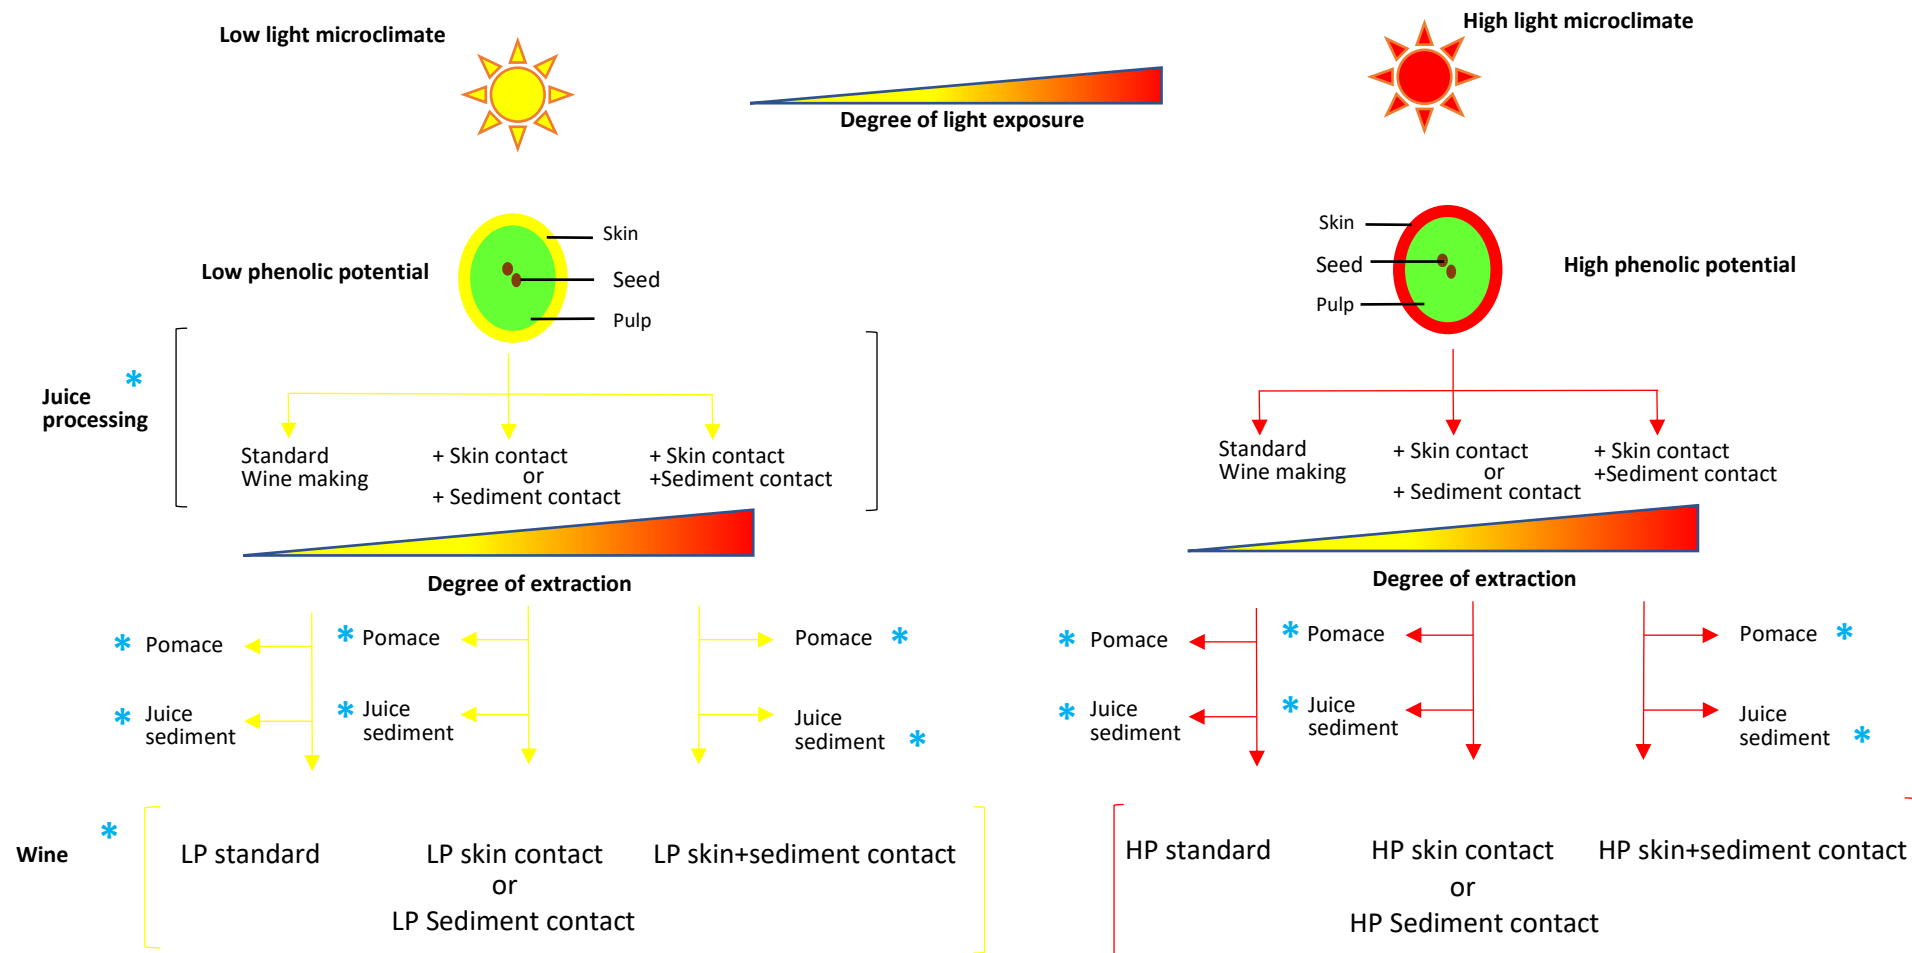 Low light microclimate
High light microclimate
Degree of light exposure
Low phenolic potential
Skin
Seed
Pulp
Skin
Seed
Pulp
High phenolic potential
Juice
processing
*
Standard
Wine making
+ Skin contact
or
+ Sediment contact
+ Skin contact
+Sediment contact
Standard
Wine making
+ Skin contact
or
+ Sediment contact
+ Skin contact
+Sediment contact
Degree of extraction
Degree of extraction
* Pomace
* Juice
sediment
* Pomace
* Juice
sediment
Pomace *
Juice
sediment *
* Pomace
* Juice
sediment
* Pomace
* Juice
sediment
Pomace *
Juice
sediment *
Wine *
LP standard
LP skin contact
or
LP Sediment contact
LP skin+sediment contact
HP standard
HP skin contact
or
HP Sediment contact
HP skin+sediment contact